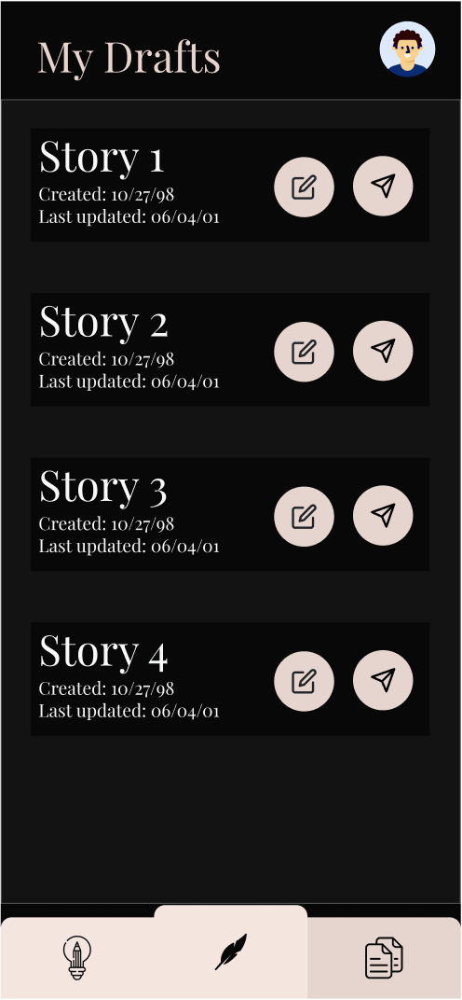 My Drafts
Story 1
Created: 10/27/98
Last updated: 06/04/01
Story 2
Created: 10/27/98
Last updated: 06/04/01
Story 3
Created: 10/27/98
Last updated: 06/04/01
Story 4
Created: 10/27/98
Last updated: 06/04/01